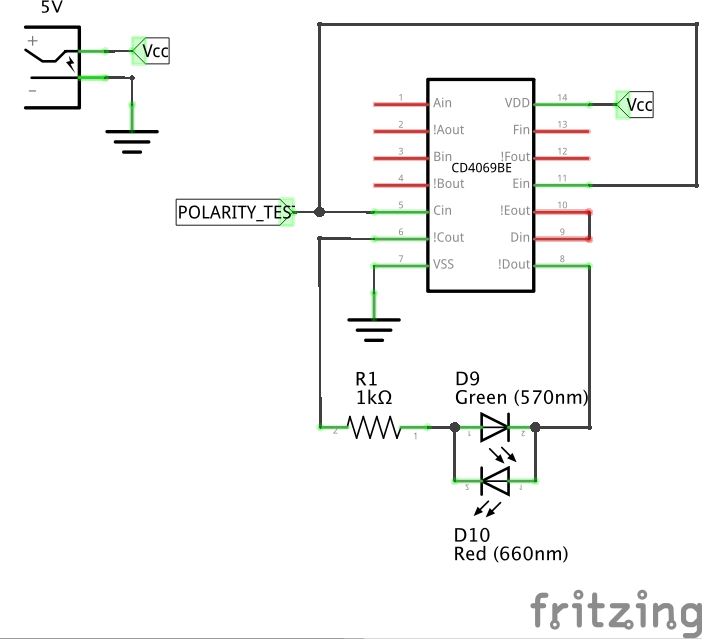 5V
+
Vcc
−
1 Ain VDD 14 Vcc
2 !Aout Fin 13
3 Bin !Fout 12
CD4069BE
4 !Bout Ein 11
POLARITY_TES 5 Cin !Eout 10
6 !Cout Din 9
7 VSS !Dout 8
R1 D9
1kΩ Green (570nm)
2 1 1 2
2 1
D10
Red (660nm)
fritzing